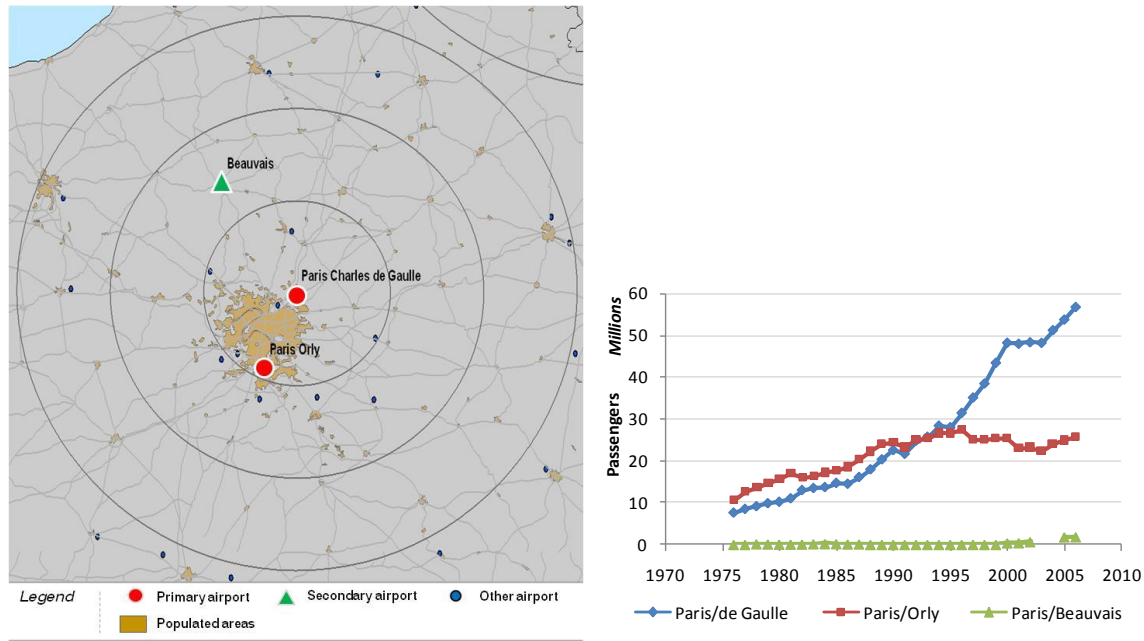 Beauvais
Paris Charles de Gaulle
Paris Orly
Legend
Primary airport
Secondary airport
Other airport
Populated areas
Passengers
Millions
60
50
40
30
20
10
0
1970 1975 1980 1985 1990 1995 2000 2005 2010
Paris/de Gaulle Paris/Orly Paris/Beauvais